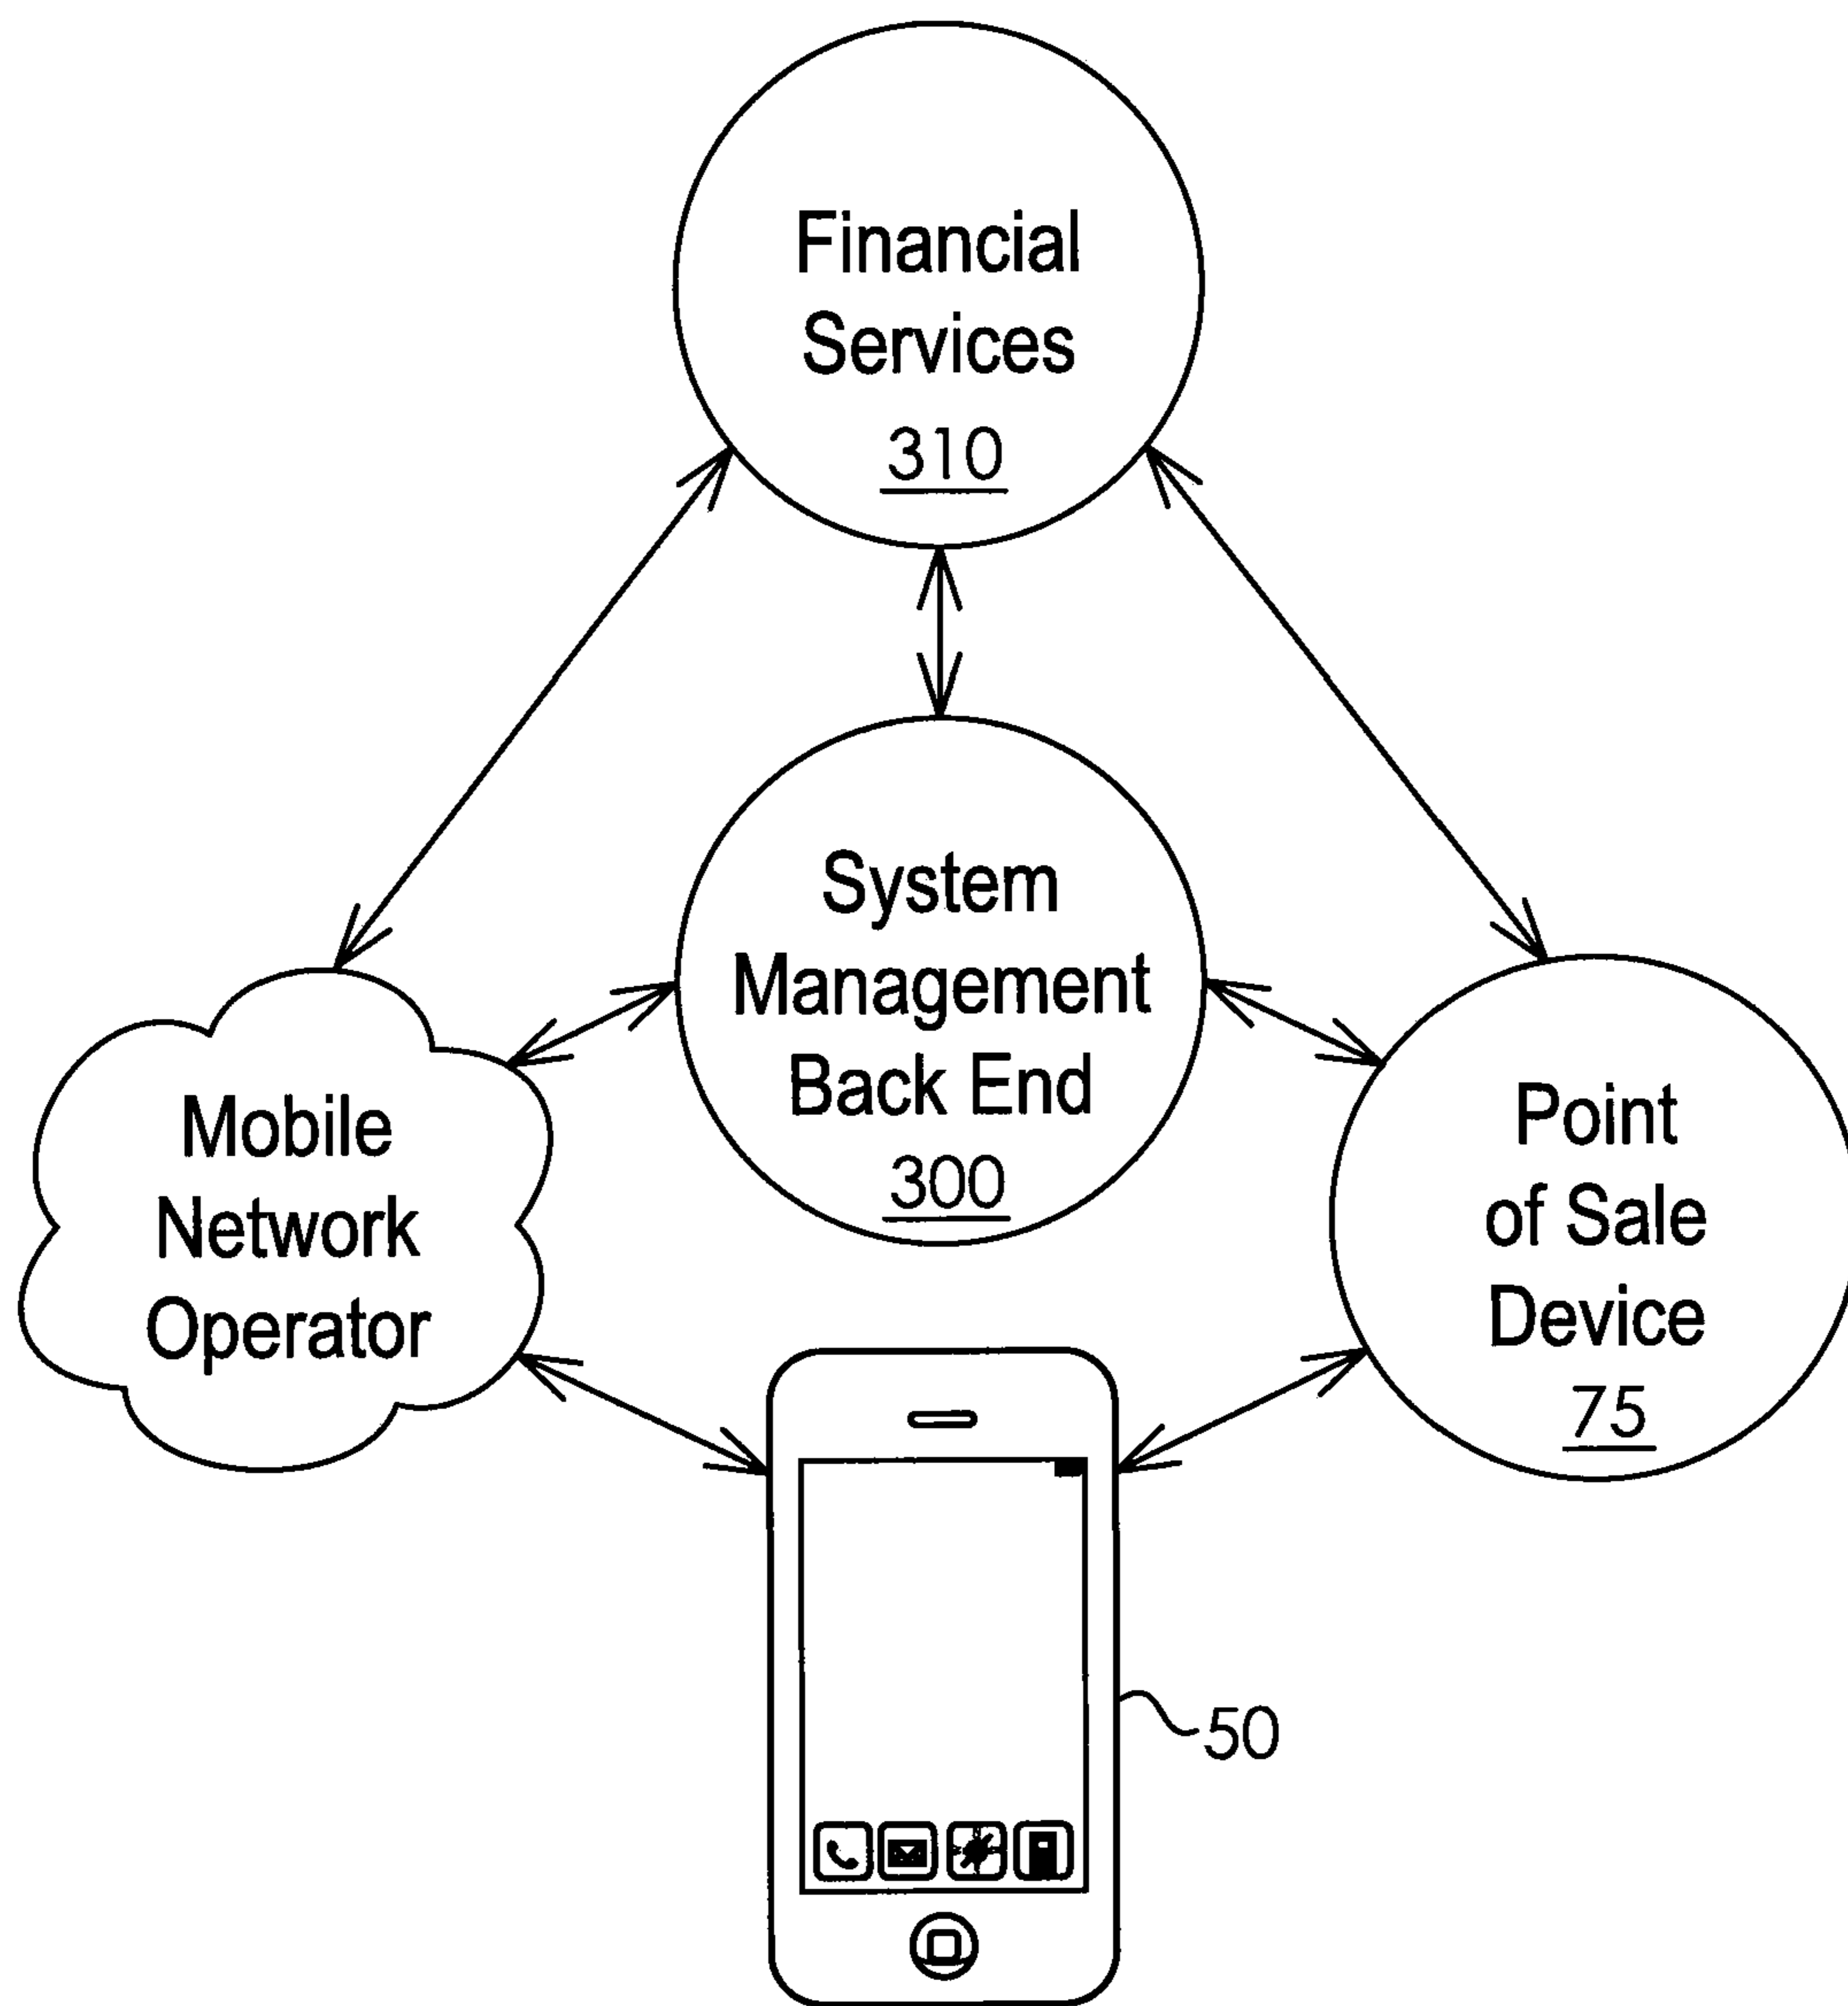 Financial
Services
310
System
Management
Back End
300
Mobile
Network
Operator
Point
of Sale
Device
75
50